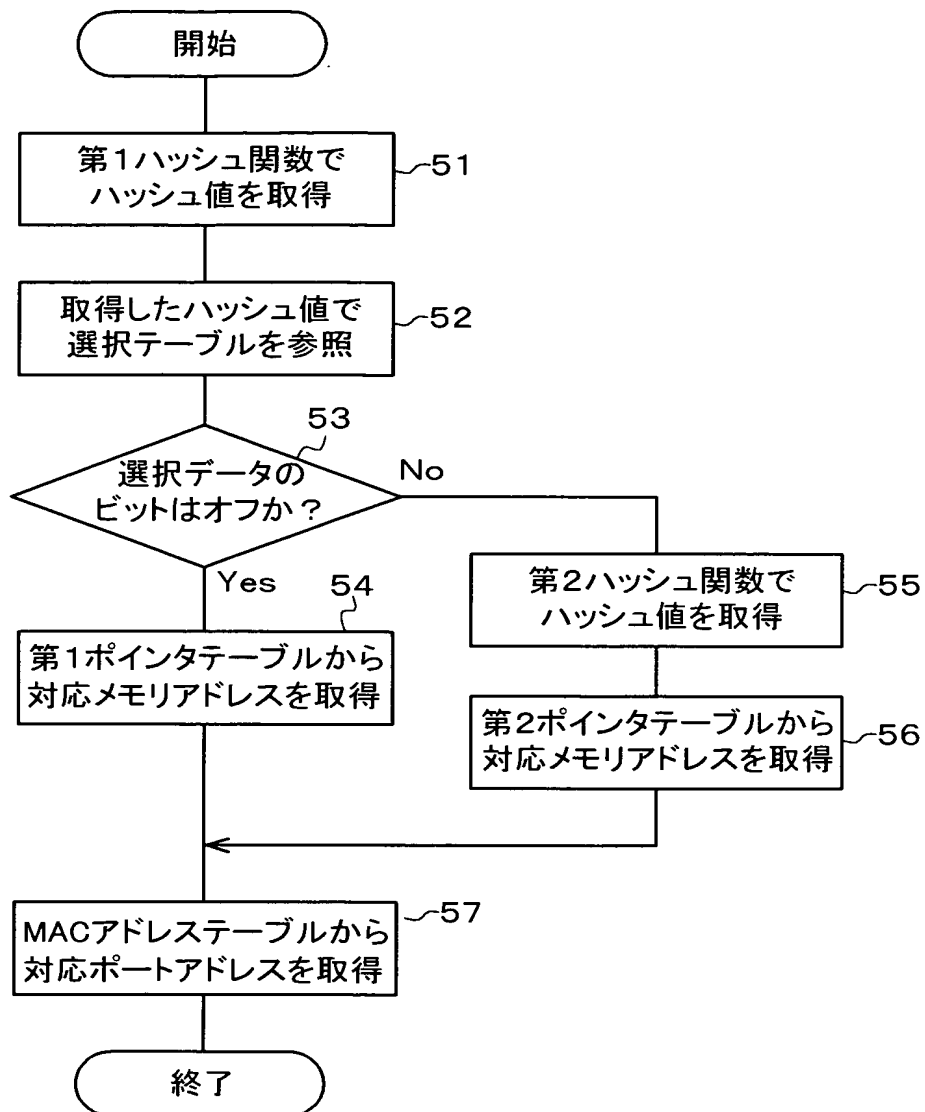 開始
第1ハッシュ関数で
ハッシュ値を取得
51
取得したハッシュ値で
選択テーブルを参照
52
53
選択データの
ビットはオフか？
No
Yes
54
第1ポインタテーブルから
対応メモリアドレスを取得
第2ハッシュ関数で
ハッシュ値を取得
55
第2ポインタテーブルから
対応メモリアドレスを取得
56
MACアドレステーブルから
対応ポートアドレスを取得
57
終了